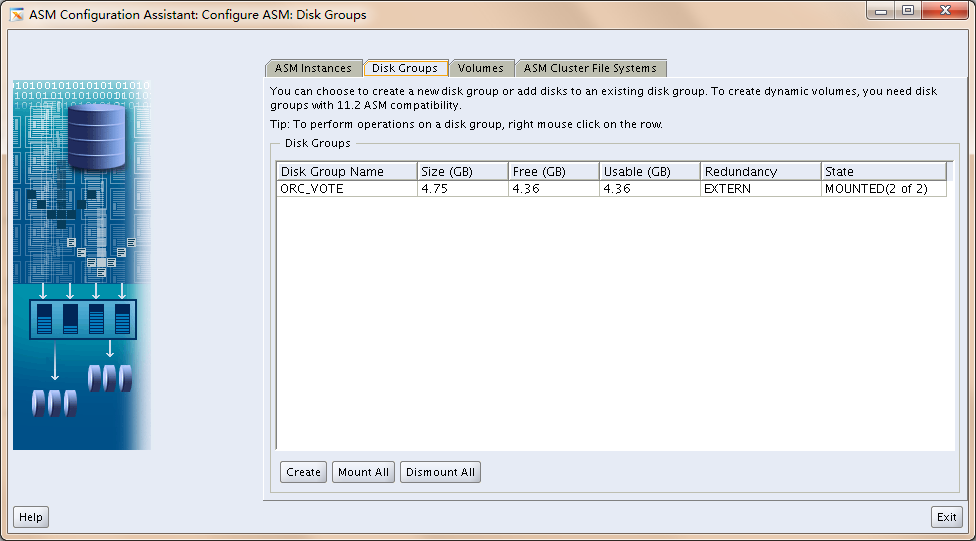 ASM Configuration Assistant: Configure ASM: Disk Groups
ASM Instances Disk Groups Volumes ASM Cluster File Systems
You can choose to create a new disk group or add disks to an existing disk group. To create dynamic volumes, you need disk
groups with 11.2 ASM compatibility.
Tip: To perform operations on a disk group, right mouse click on the row.
Disk Groups
Disk Group Name Size (GB) Free (GB) Usable (GB) Redundancy State
ORC_VOTE 4.75 4.36 4.36 EXTERN MOUNTED(2 of 2)
Create Mount All Dismount All
Help Exit